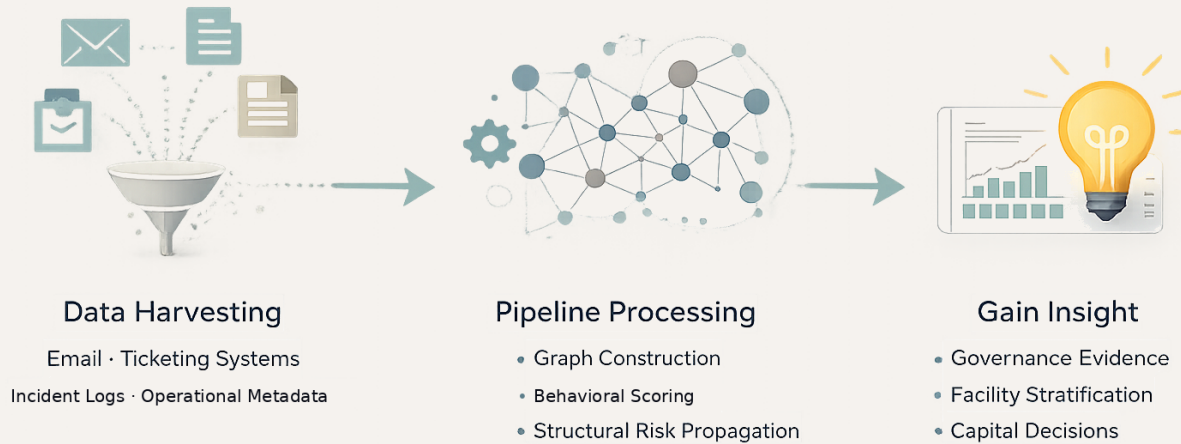 Data Harvesting
Email · Ticketing Systems
Incident Logs · Operational Metadata
Pipeline Processing
• Graph Construction
• Behavioral Scoring
• Structural Risk Propagation
Gain Insight
• Governance Evidence
• Facility Stratification
• Capital Decisions